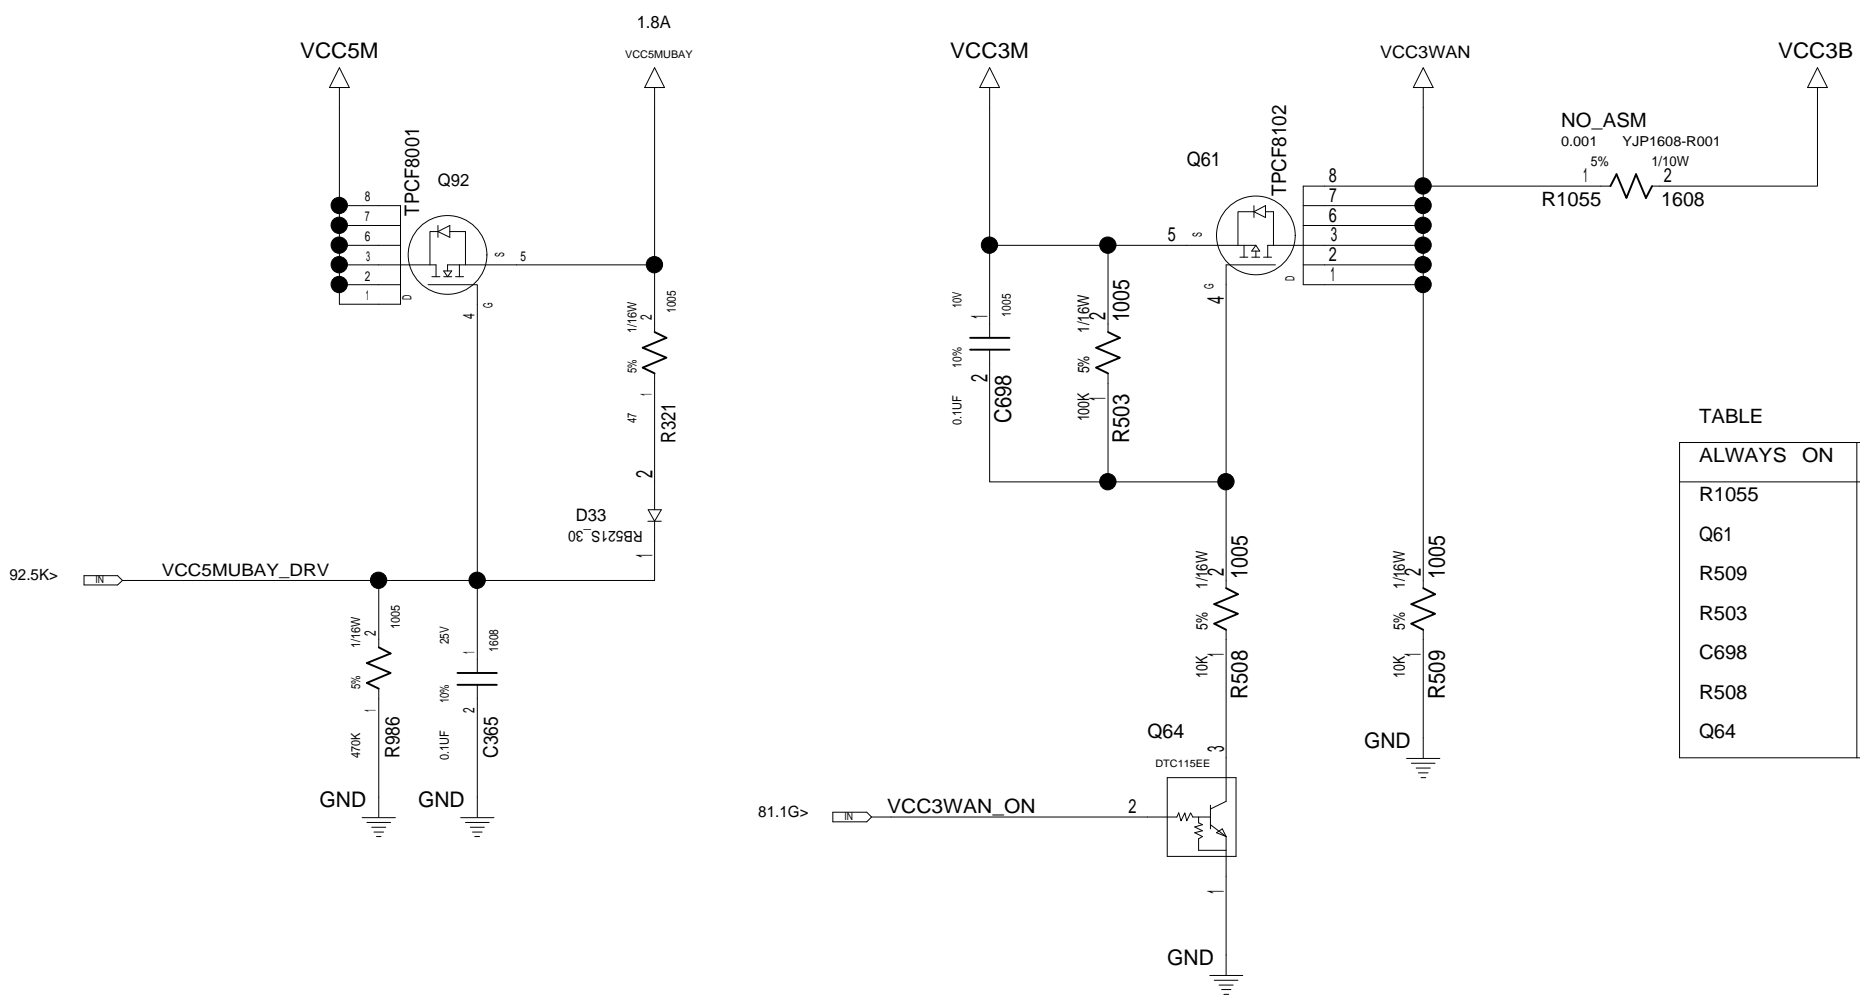 1.8A
VCC5M
VCC5MUBAY
TPCF8001
Q92
8
7
6
3
2
1
D
S
5
G
4
1/16W
2
1005
5%
1
47
R321
2
D33
RB521S_30
1
92.5K>
IN
VCC5MUBAY_DRV
1/16W
2
1005
5%
1
470K
R986
GND
25V
1
1608
10%
2
0.1UF
C365
GND
VCC3M
VCC3WAN
VCC3B
Q61
TPCF8102
5
S
G
4
D
8
7
6
3
2
1
NO_ASM
0.001 YJP1608-R001
5% 1/10W
1 2
R1055 1608
10V
1
1005
10%
2
0.1UF
C698
1/16W
2
1005
5%
1
100K
R503
1/16W
2
1005
5%
1
10K
R508
1/16W
2
1005
5%
1
10K
R509
GND
Q64
DTC115EE
3
81.1G>
IN
VCC3WAN_ON
2
1
GND
TABLE
ALWAYS ON
R1055
Q61
R509
R503
C698
R508
Q64